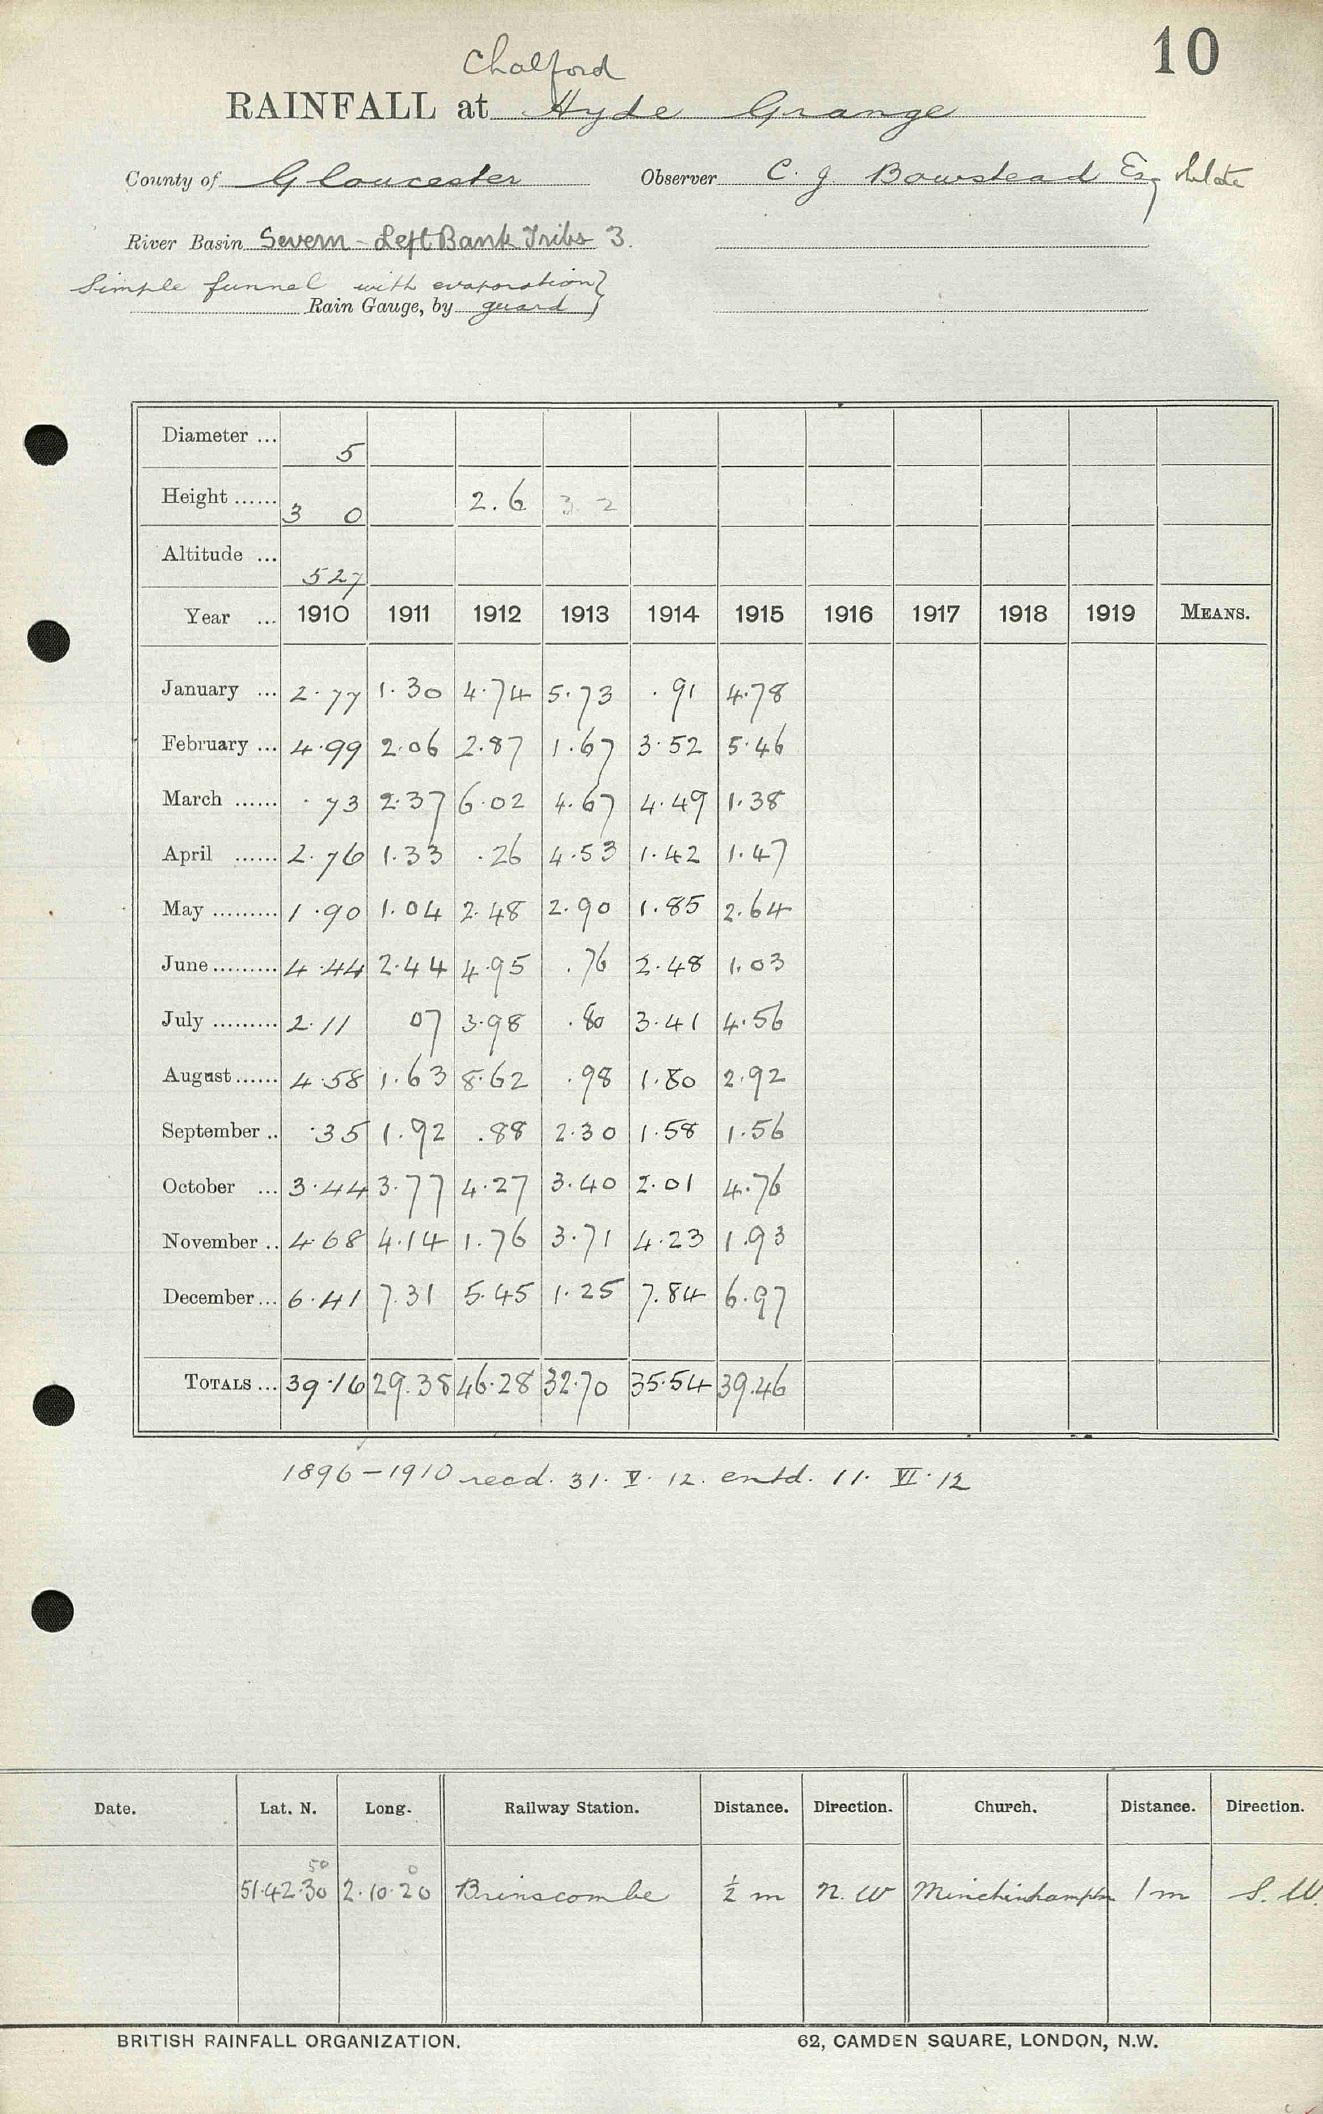 10
Chalford
RAINFALL at Hyde Grange
County of Gloucester Observer C. J. Bowstead Esq
River Basin Severn - Left Bank Tribs 3.
Simple funnel with evaporation}
Rain Gauge, by guard}
Diameter ... 5
Height ...... 3 0 2.6 3 2
Altitude ... 527
Year ... 1910 1911 1912 1913 1914 1915 1916 1917 1918 1919 MEANS.
January ... 2.77 1.30 4.74 5.73 .91 4.78
February ... 4.99 2.06 2.87 1.67 3.52 5.46
March ...... .73 2.37 6.02 4.67 4.49 1.38
April ...... 2.76 1.33 .26 4.53 1.42 1.47
May ......... 1.90 1.04 2.48 2.90 1.85 2.64
June ......... 4.44 2.44 4.95 .76 2.48 1.03
July ......... 2.11 07 3.98 .80 3.41 4.56
August ...... 4.58 1.63 8.62 .98 1.80 2.92
September .. .35 1.92 .88 2.30 1.58 1.56
October ... 3.44 3.77 4.27 3.40 2.01 4.76
November .. 4.68 4.14 1.76 3.71 4.23 1.93
December ... 6.41 7.31 5.45 1.25 7.84 6.97
TOTALS ... 39.16 29.38 46.28 32.70 35.54 39.46
1896-1910 recd. 31. V. 12. entd. 11. VI. 12
Date. Lat. N. Long. Railway Station. Distance. Direction. Church. Distance. Direction.
50 0
51.42.30 2.10.20 Brinscombe ½ m N. W Minchinhampton 1 m S. W.
BRITISH RAINFALL ORGANIZATION. 62, CAMDEN SQUARE, LONDON, N.W.